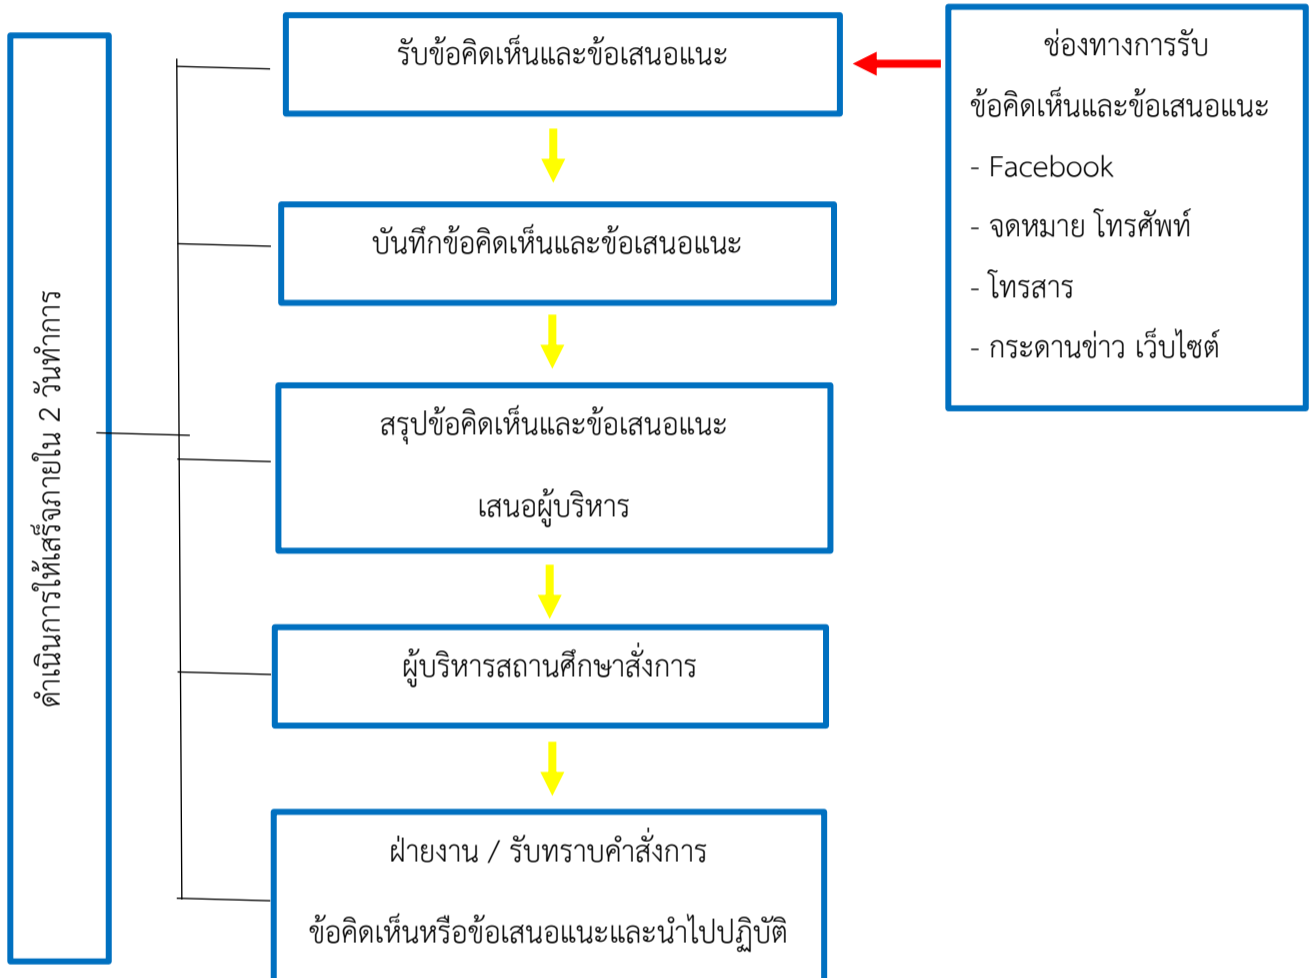 รับข้อคิดเห็นและข้อเสนอแนะ
ช่องทางการรับ
ข้อคิดเห็นและข้อเสนอแนะ
- Facebook
- จดหมาย โทรศัพท์
- โทรสาร
- กระดานข่าว เว็บไซต์
บันทึกข้อคิดเห็นและข้อเสนอแนะ
สรุปข้อคิดเห็นและข้อเสนอแนะ
เสนอผู้บริหาร
ผู้บริหารสถานศึกษาสั่งการ
ฝ่ายงาน / รับทราบคำสั่งการ
ข้อคิดเห็นหรือข้อเสนอแนะและนำไปปฏิบัติ
ดำเนินการให้เสร็จภายใน 2 วันทำการ